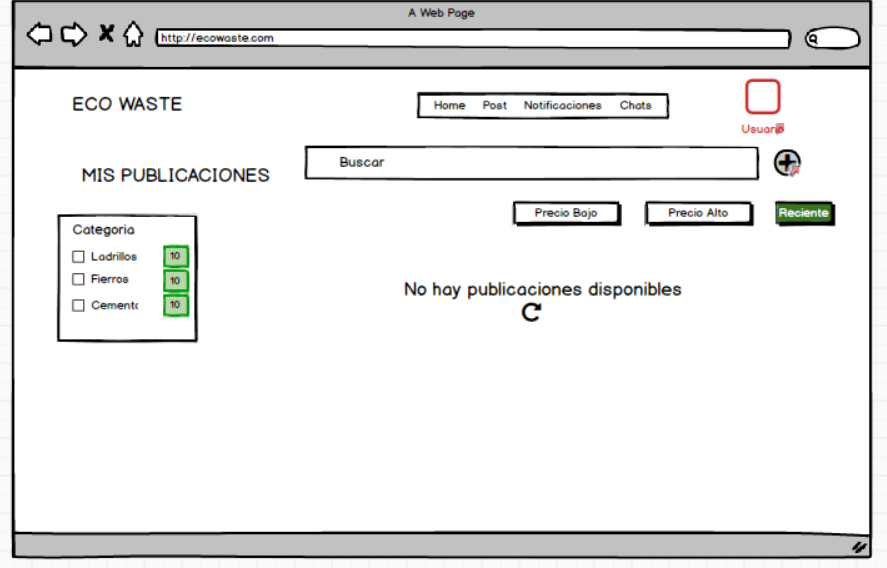 A Web Page
http://ecowaste.com
ECO WASTE
Home Post Notificaciones Chats
Usuario
MIS PUBLICACIONES
Buscar
Precio Bajo Precio Alto Reciente
Categoria
Ladrillos 10
Fierros 10
Cemento 10
No hay publicaciones disponibles